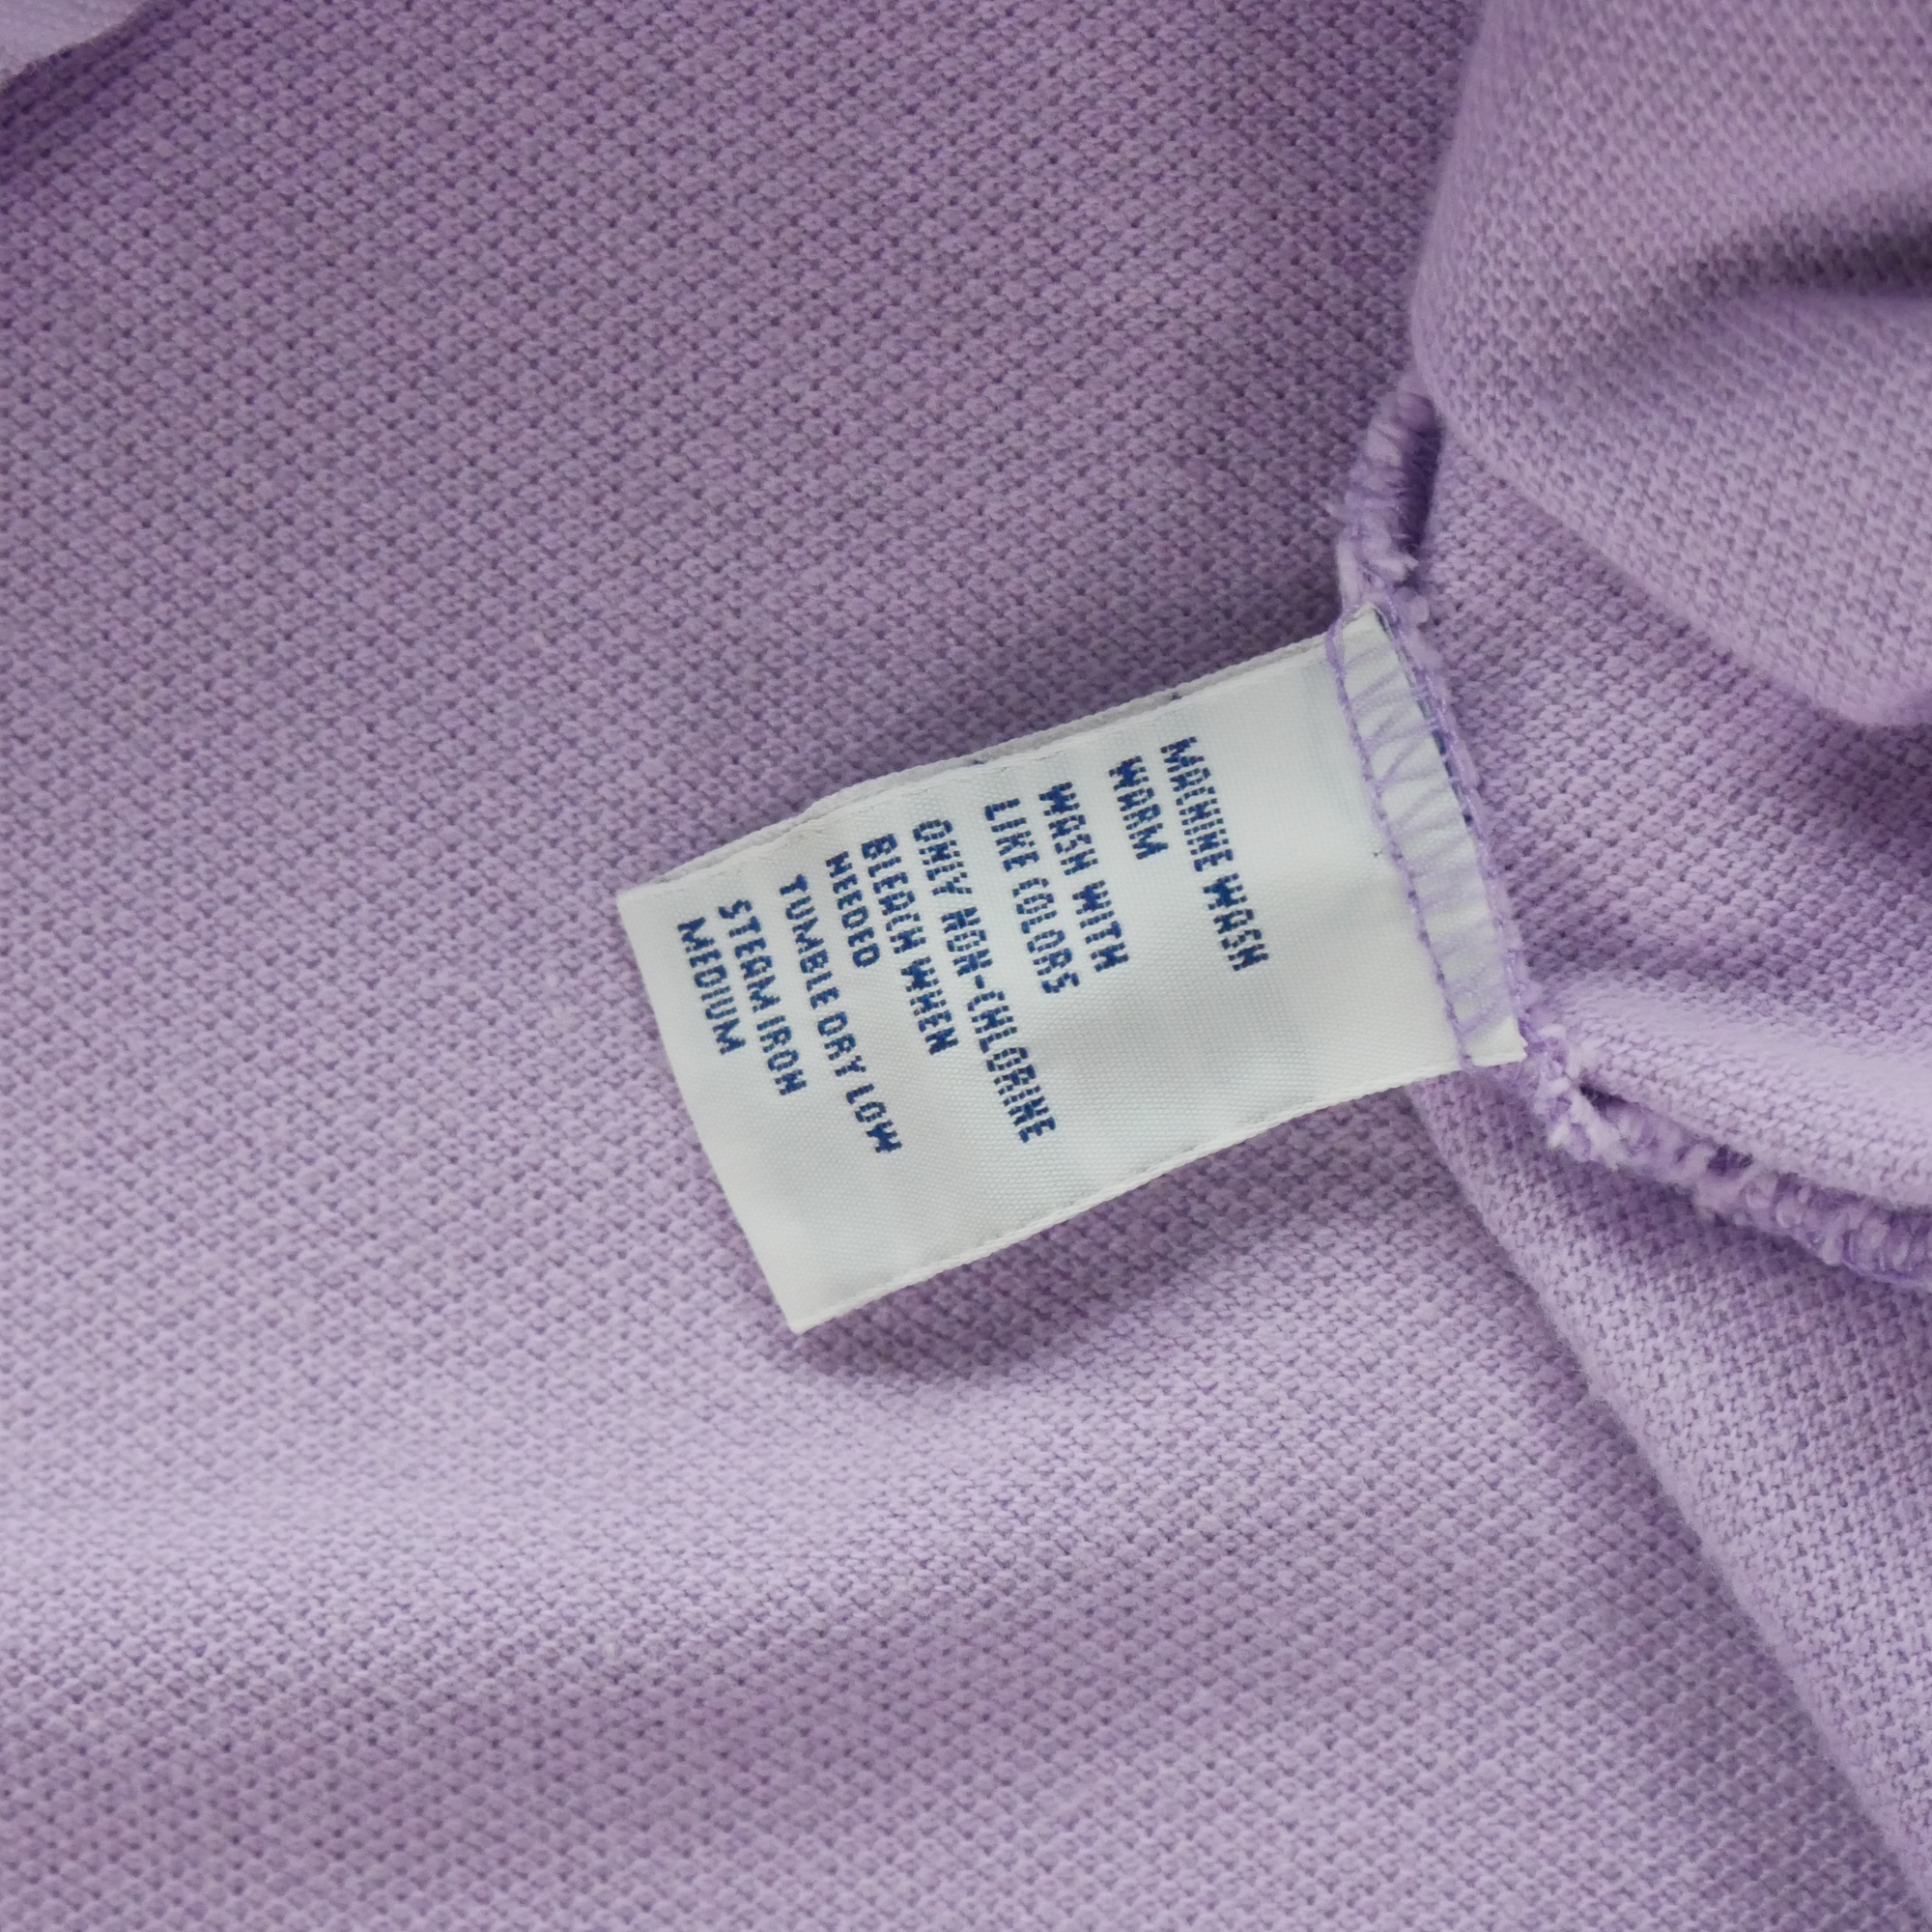 MACHINE WASH
WARM
WASH WITH
LIKE COLORS
ONLY NON-CHLORINE
BLEACH WHEN
NEEDED
TUMBLE DRY LOW
STEAM IRON
MEDIUM